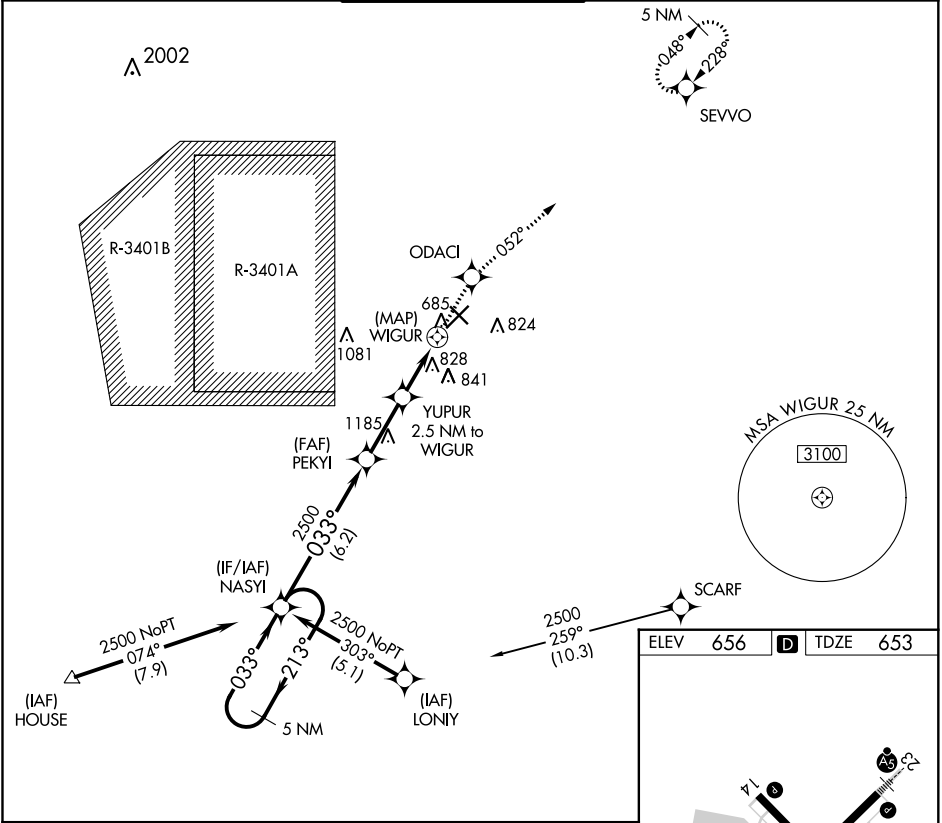 2002
5 NM
048°
228°
SEVVO
R-3401B
R-3401A
ODACI
052°
685
(MAP)
WIGUR
824
1081
828
841
YUPUR
2.5 NM to
WIGUR
1185
(FAF)
PEKYI
MSA WIGUR 25 NM
3100
2500
033°
(6.2)
(IF/IAF)
NASYI
SCARF
2500 NoPT
074°
(7.9)
2500 NoPT
303°
(5.1)
2500
259°
(10.3)
033°
213°
(IAF)
HOUSE
(IAF)
LONIY
5 NM
ELEV 656 D TDZE 653
A5
23
14
P
P